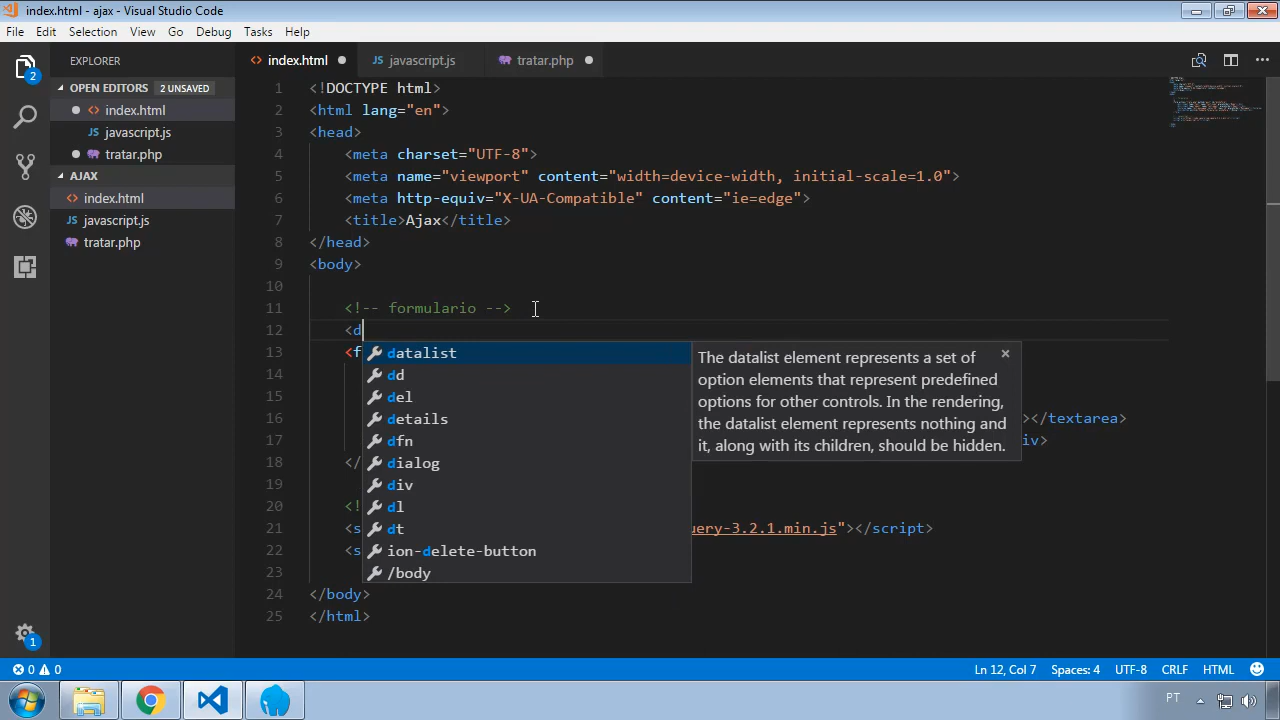 index.html - ajax - Visual Studio Code
File Edit Selection View Go Debug Tasks Help
EXPLORER
OPEN EDITORS 2 UNSAVED
<> index.html
JS javascript.js
tratar.php
AJAX
<> index.html
JS javascript.js
tratar.php
2
1
<> index.html JS javascript.js tratar.php
1 <!DOCTYPE html>
2 <html lang="en">
3 <head>
4 <meta charset="UTF-8">
5 <meta name="viewport" content="width=device-width, initial-scale=1.0">
6 <meta http-equiv="X-UA-Compatible" content="ie=edge">
7 <title>Ajax</title>
8 </head>
9 <body>
10
11 <!-- formulario -->
12 <d
13 <f
14
15
16 ></textarea>
17 iv>
18 </
19
20 <!
21 <s uery-3.2.1.min.js"></script>
22 <s
23
24 </body>
25 </html>
datalist
dd
del
details
dfn
dialog
div
dl
dt
ion-delete-button
/body
The datalist element represents a set of
option elements that represent predefined
options for other controls. In the rendering,
the datalist element represents nothing and
it, along with its children, should be hidden.
0 0 Ln 12, Col 7 Spaces: 4 UTF-8 CRLF HTML
PT